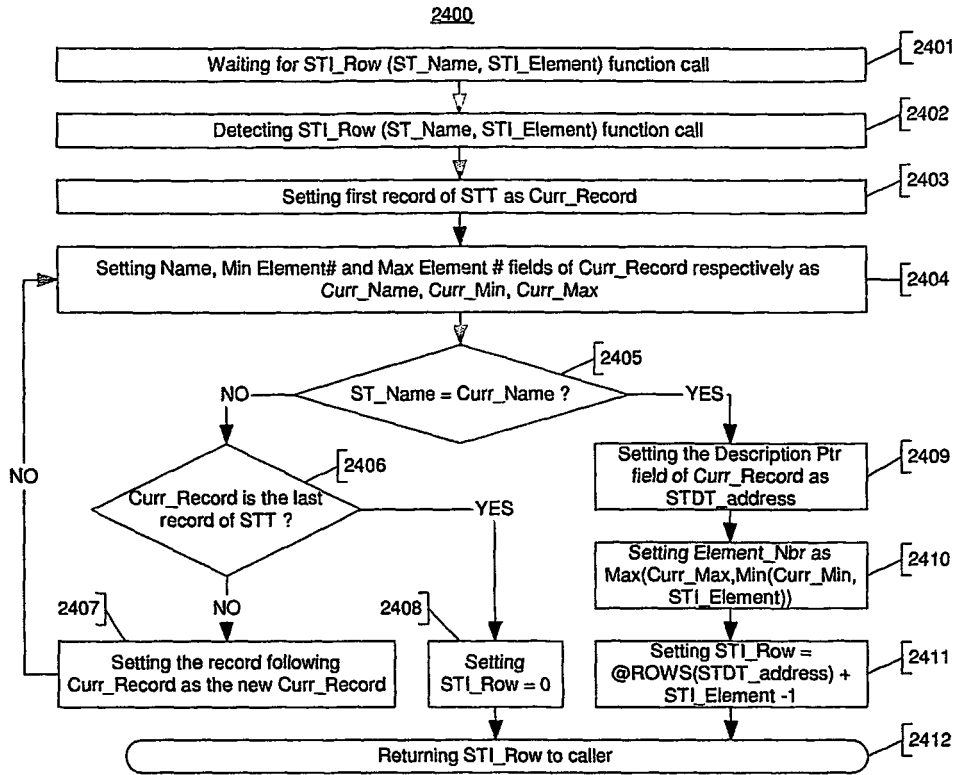 2400
Waiting for STI_Row (ST_Name, STI_Element) function call
2401
Detecting STI_Row (ST_Name, STI_Element) function call
2402
Setting first record of STT as Curr_Record
2403
Setting Name, Min Element# and Max Element # fields of Curr_Record respectively as
Curr_Name, Curr_Min, Curr_Max
2404
2405
ST_Name = Curr_Name ?
NO
YES
2406
Curr_Record is the last
record of STT ?
YES
NO
NO
Setting the Description Ptr
field of Curr_Record as
STDT_address
2409
Setting Element_Nbr as
Max(Curr_Max,Min(Curr_Min,
STI_Element))
2410
2407
Setting the record following
Curr_Record as the new Curr_Record
2408
Setting
STI_Row = 0
Setting STI_Row =
@ROWS(STDT_address) +
STI_Element -1
2411
Returning STI_Row to caller
2412